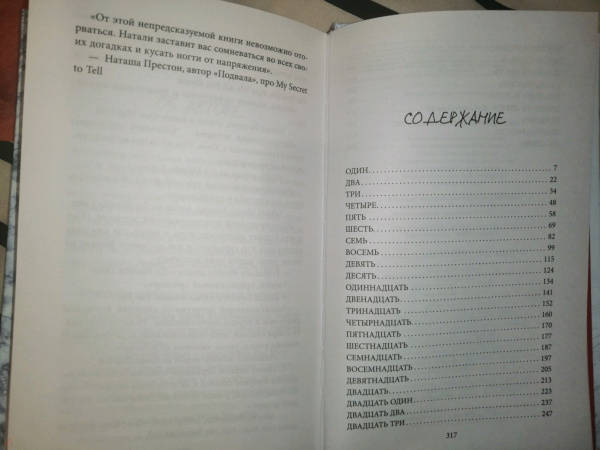 «От этой непредсказуемой книги невозможно ото-
рваться. Натали заставит вас сомневаться во всех сво-
их догадках и кусать ногти от напряжения».
— Наташа Престон, автор «Подвала», про My Secret
to Tell
СОДЕРЖАНИЕ
ОДИН 7
ДВА 22
ТРИ 34
ЧЕТЫРЕ 48
ПЯТЬ 58
ШЕСТЬ 69
СЕМЬ 82
ВОСЕМЬ 99
ДЕВЯТЬ 115
ДЕСЯТЬ 124
ОДИННАДЦАТЬ 134
ДВЕНАДЦАТЬ 141
ТРИНАДЦАТЬ 152
ЧЕТЫРНАДЦАТЬ 160
ПЯТНАДЦАТЬ 170
ШЕСТНАДЦАТЬ 177
СЕМНАДЦАТЬ 187
ВОСЕМНАДЦАТЬ 197
ДЕВЯТНАДЦАТЬ 205
ДВАДЦАТЬ 213
ДВАДЦАТЬ ОДИН 223
ДВАДЦАТЬ ДВА 237
ДВАДЦАТЬ ТРИ 247
317